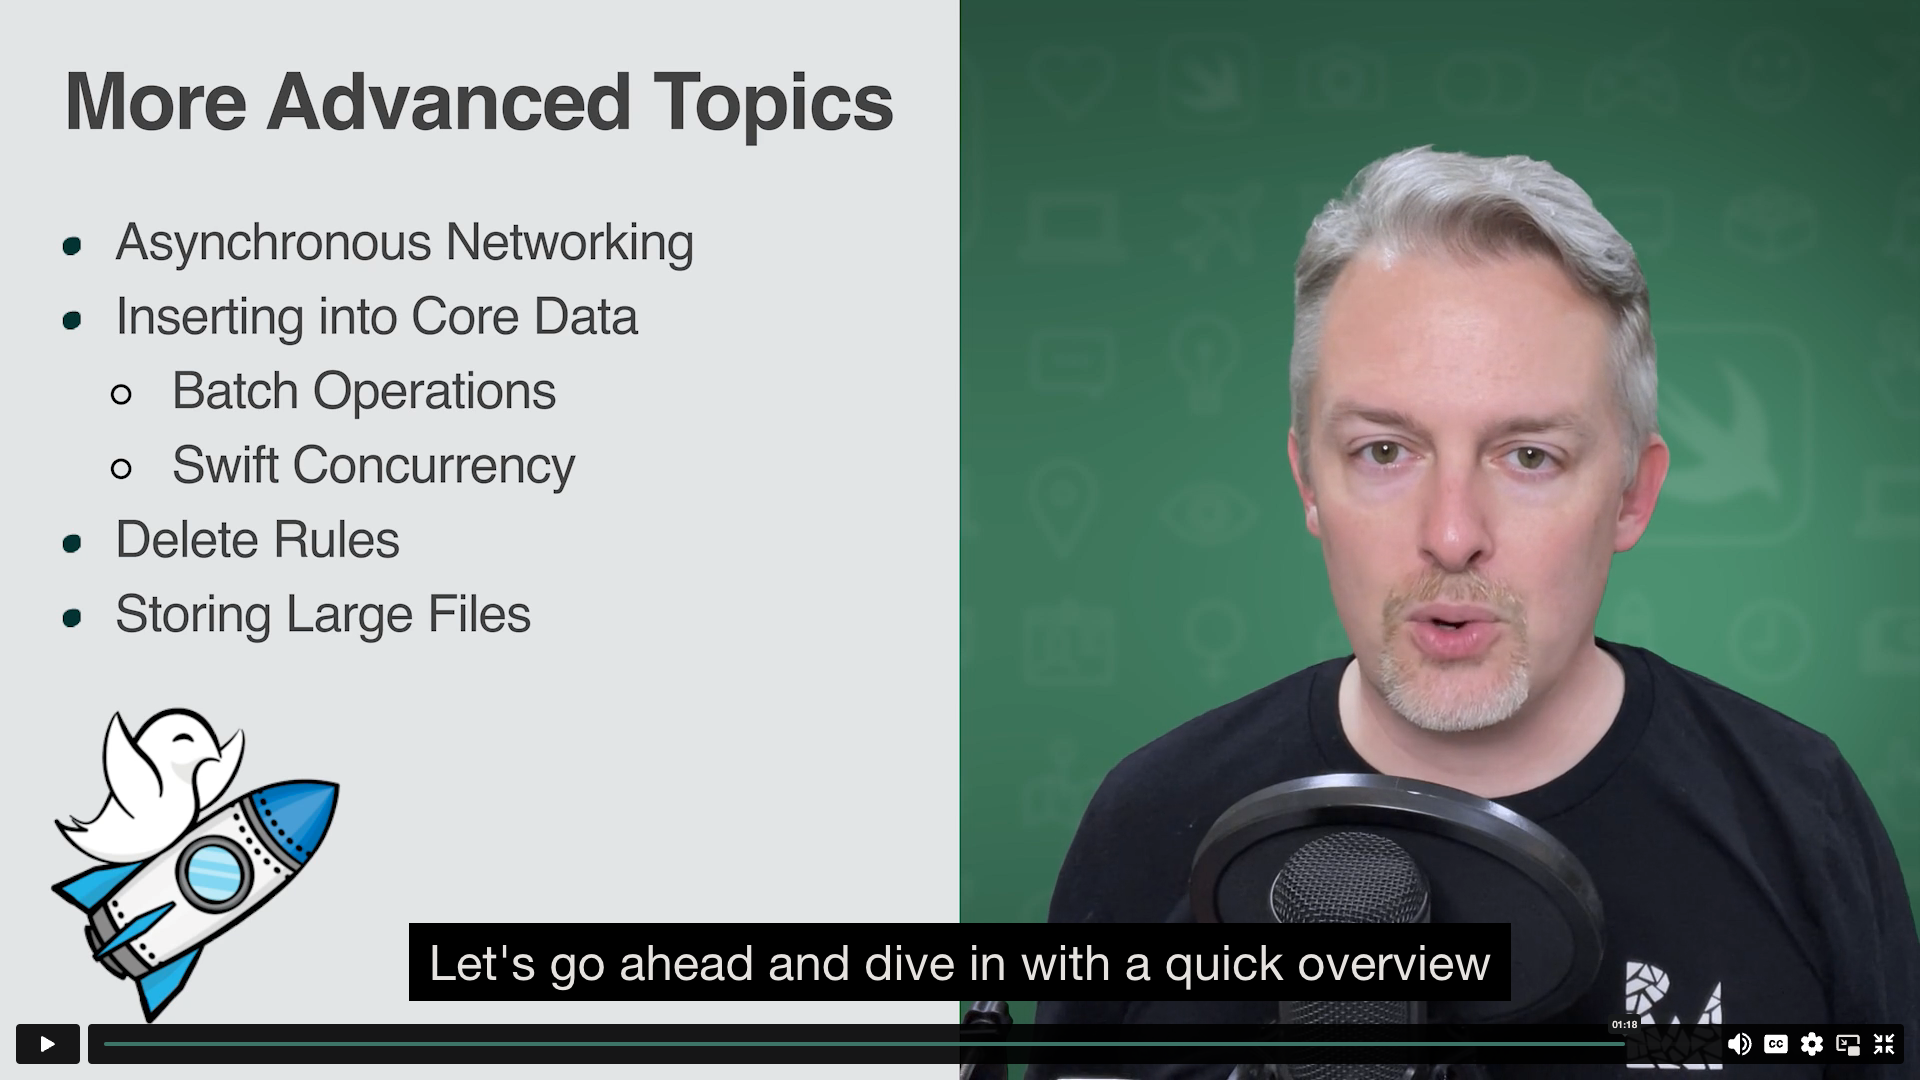 More Advanced Topics
Asynchronous Networking
Inserting into Core Data
Batch Operations
Swift Concurrency
Delete Rules
Storing Large Files
Let's go ahead and dive in with a quick overview
01:18
CC